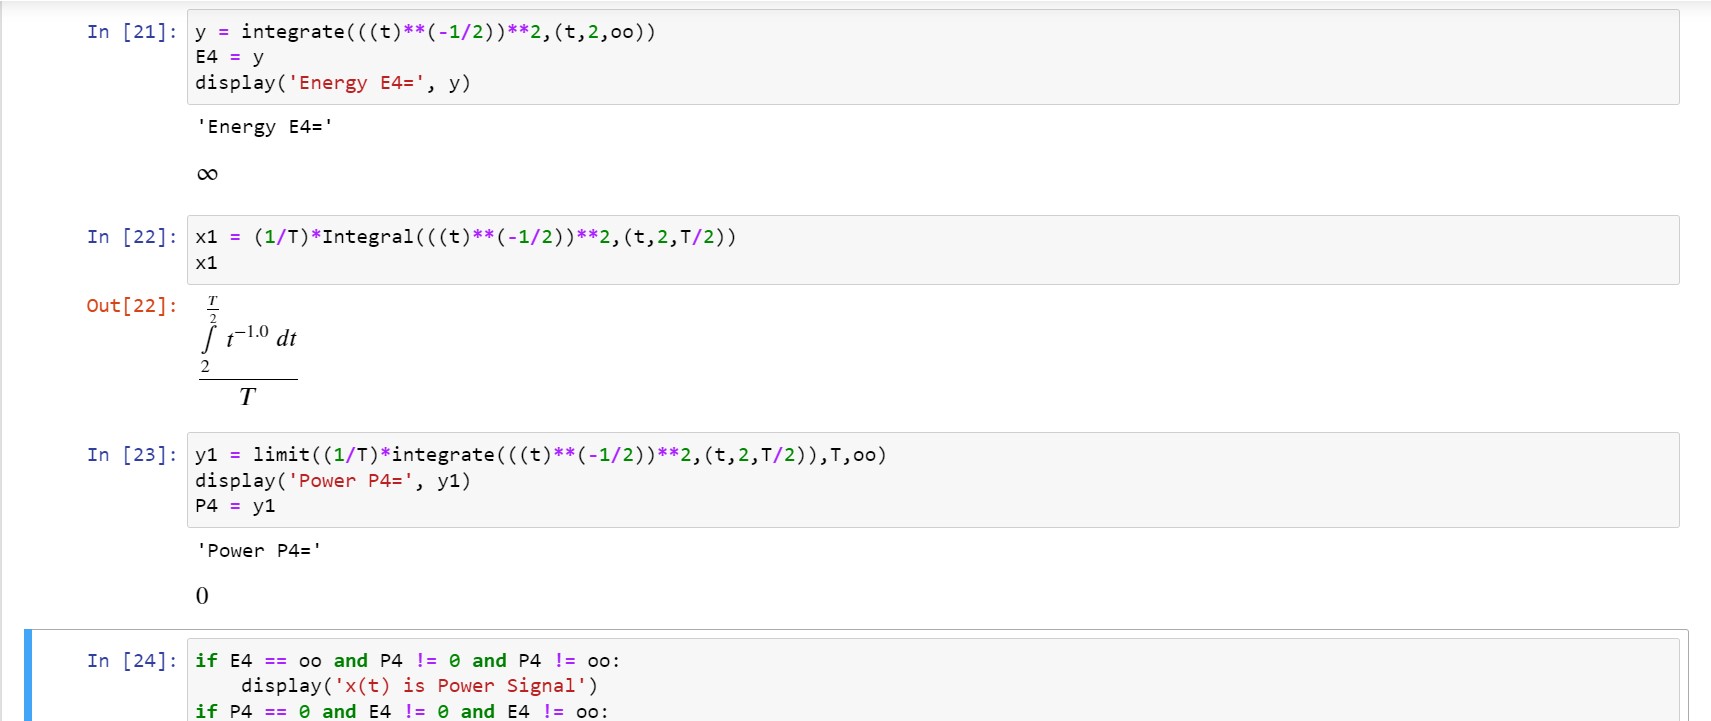 In [21]: y = integrate(((t)**(-1/2))**2,(t,2,oo))
E4 = y
display('Energy E4=', y)
'Energy E4='
∞
In [22]: x1 = (1/T)*Integral(((t)**(-1/2))**2,(t,2,T/2))
x1
Out[22]:
T
2
∫ t−1.0 dt
2
T
In [23]: y1 = limit((1/T)*integrate(((t)**(-1/2))**2,(t,2,T/2)),T,oo)
display('Power P4=', y1)
P4 = y1
'Power P4='
0
In [24]: if E4 == oo and P4 != 0 and P4 != oo:
display('x(t) is Power Signal')
if P4 == 0 and E4 != 0 and E4 != oo: